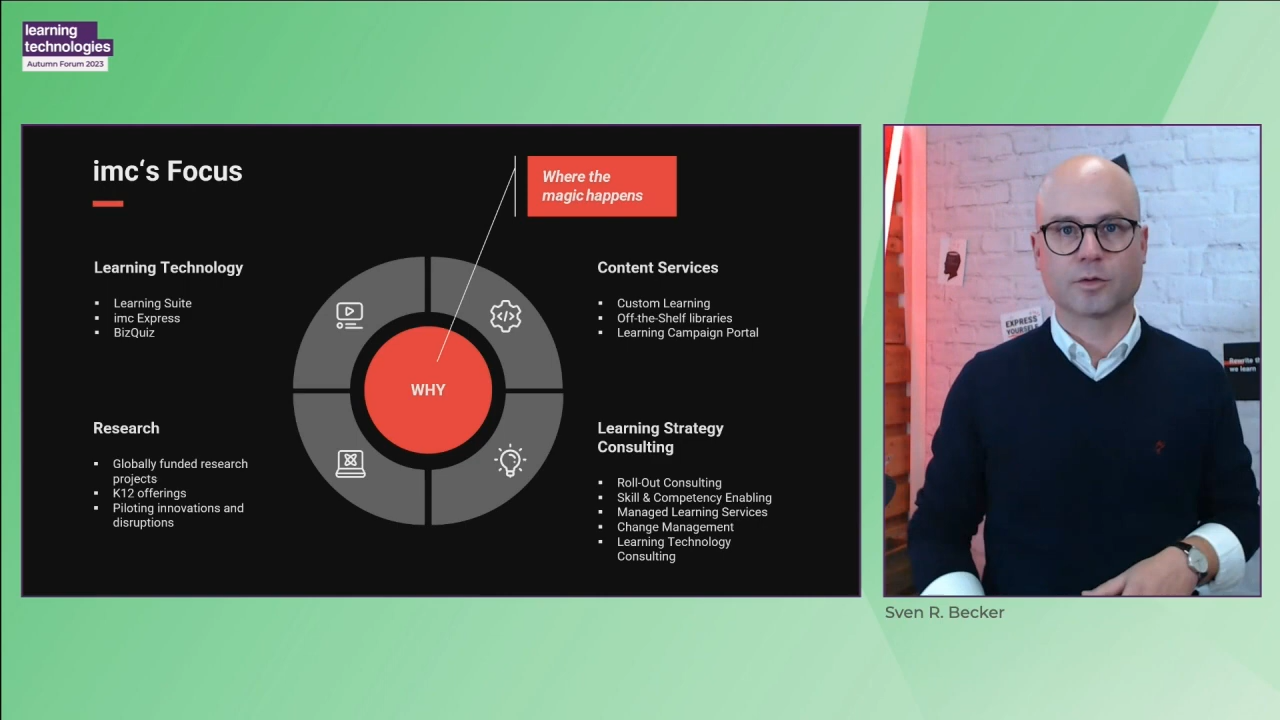 learning
technologies
Autumn Forum 2023
imc‘s Focus
Where the
magic happens
Learning Technology
▪ Learning Suite
▪ imc Express
▪ BizQuiz
Content Services
▪ Custom Learning
▪ Off-the-Shelf libraries
▪ Learning Campaign Portal
WHY
Research
▪ Globally funded research
projects
▪ K12 offerings
▪ Piloting innovations and
disruptions
Learning Strategy
Consulting
▪ Roll-Out Consulting
▪ Skill & Competency Enabling
▪ Managed Learning Services
▪ Change Management
▪ Learning Technology
Consulting
EXPRESS
YOURSELF
Rewrite
we learn
Sven R. Becker